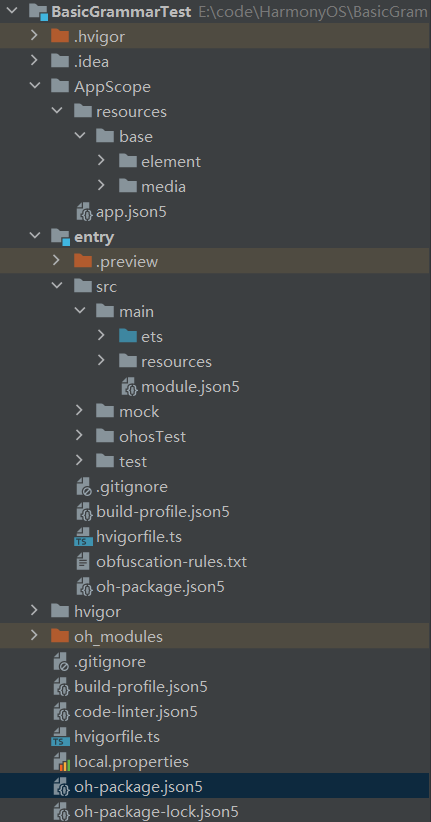 BasicGrammarTest E:\code\HarmonyOS\BasicGram
.hvigor
.idea
AppScope
resources
base
element
media
app.json5
entry
.preview
src
main
ets
resources
module.json5
mock
ohosTest
test
.gitignore
build-profile.json5
hvigorfile.ts
obfuscation-rules.txt
oh-package.json5
hvigor
oh_modules
.gitignore
build-profile.json5
code-linter.json5
hvigorfile.ts
local.properties
oh-package.json5
oh-package-lock.json5